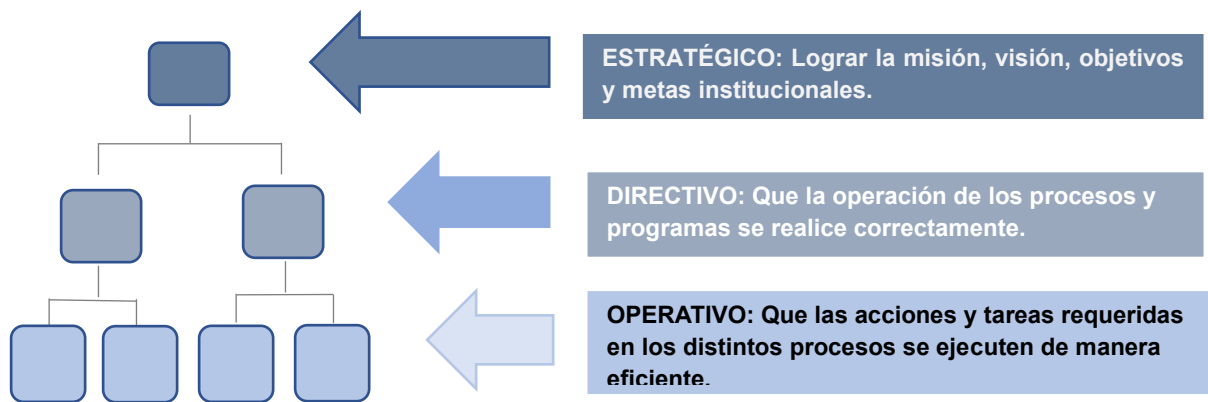 ESTRATÉGICO: Lograr la misión, visión, objetivos
y metas institucionales.
DIRECTIVO: Que la operación de los procesos y
programas se realice correctamente.
OPERATIVO: Que las acciones y tareas requeridas
en los distintos procesos se ejecuten de manera
eficiente.